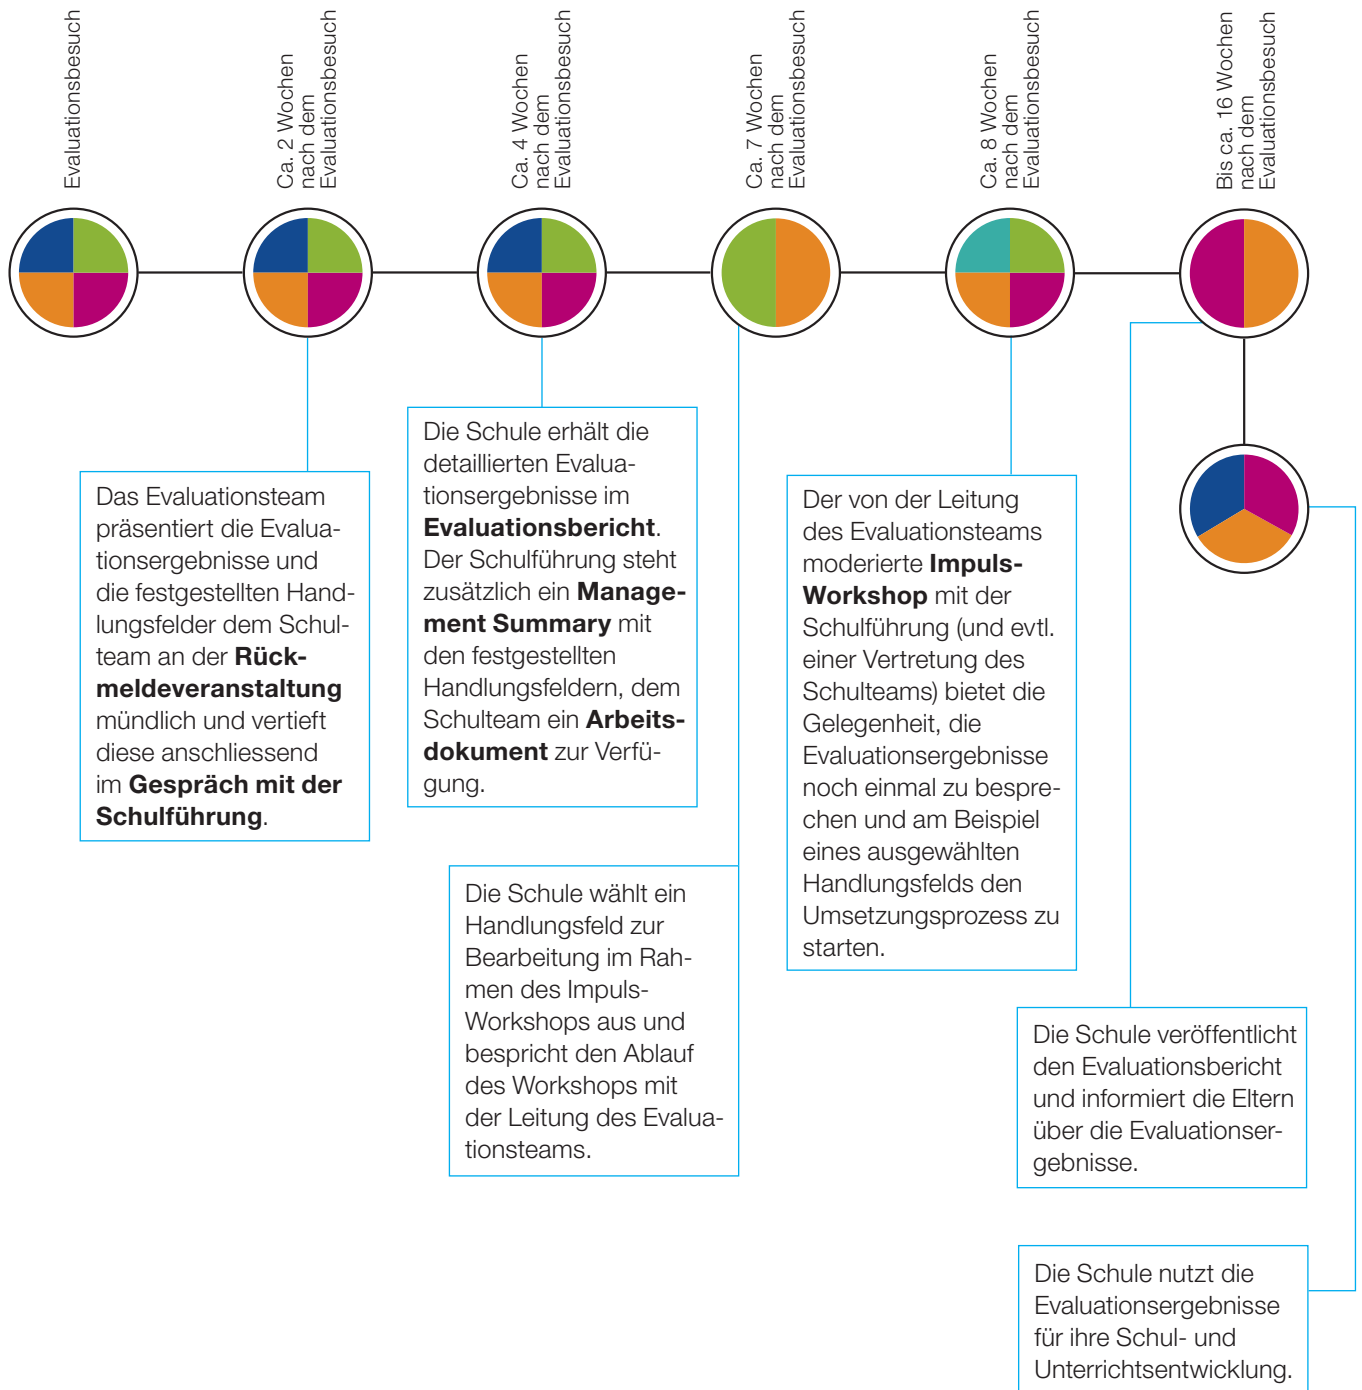 Evaluationsbesuch
Ca. 2 Wochen
nach dem
Evaluationsbesuch
Ca. 4 Wochen
nach dem
Evaluationsbesuch
Ca. 7 Wochen
nach dem
Evaluationsbesuch
Ca. 8 Wochen
nach dem
Evaluationsbesuch
Bis ca. 16 Wochen
nach dem
Evaluationsbesuch
Das Evaluationsteam
präsentiert die Evalua-
tionsergebnisse und
die festgestellten Hand-
lungsfelder dem Schul-
team an der Rück-
meldeveranstaltung
mündlich und vertieft
diese anschliessend
im Gespräch mit der
Schulführung.
Die Schule erhält die
detaillierten Evalua-
tionsergebnisse im
Evaluationsbericht.
Der Schulführung steht
zusätzlich ein Manage-
ment Summary mit
den festgestellten
Handlungsfeldern, dem
Schulteam ein Arbeits-
dokument zur Verfü-
gung.
Die Schule wählt ein
Handlungsfeld zur
Bearbeitung im Rah-
men des Impuls-
Workshops aus und
bespricht den Ablauf
des Workshops mit
der Leitung des Evalua-
tionsteams.
Der von der Leitung
des Evaluationsteams
moderierte Impuls-
Workshop mit der
Schulführung (und evtl.
einer Vertretung des
Schulteams) bietet die
Gelegenheit, die
Evaluationsergebnisse
noch einmal zu bespre-
chen und am Beispiel
eines ausgewählten
Handlungsfelds den
Umsetzungsprozess zu
starten.
Die Schule veröffentlicht
den Evaluationsbericht
und informiert die Eltern
über die Evaluationser-
gebnisse.
Die Schule nutzt die
Evaluationsergebnisse
für ihre Schul- und
Unterrichtsentwicklung.